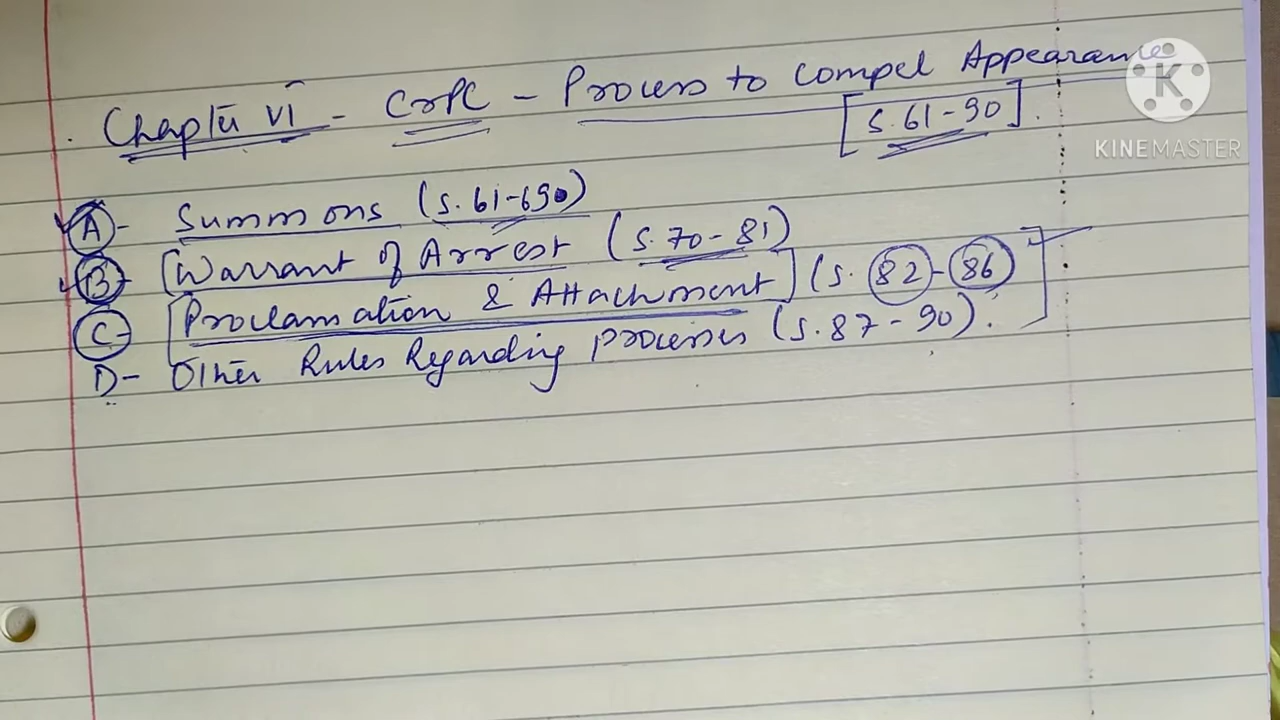 Chapter VI - CrPC - Process to Compel Appearance
[S. 61-90].
A- Summons (S. 61-69)
B- [Warrant of Arrest (S. 70-81)
C- [Proclamation & Attachment] (S. 82-86)
D- Other Rules Regarding processes (S. 87-90).
K
KINEMASTER